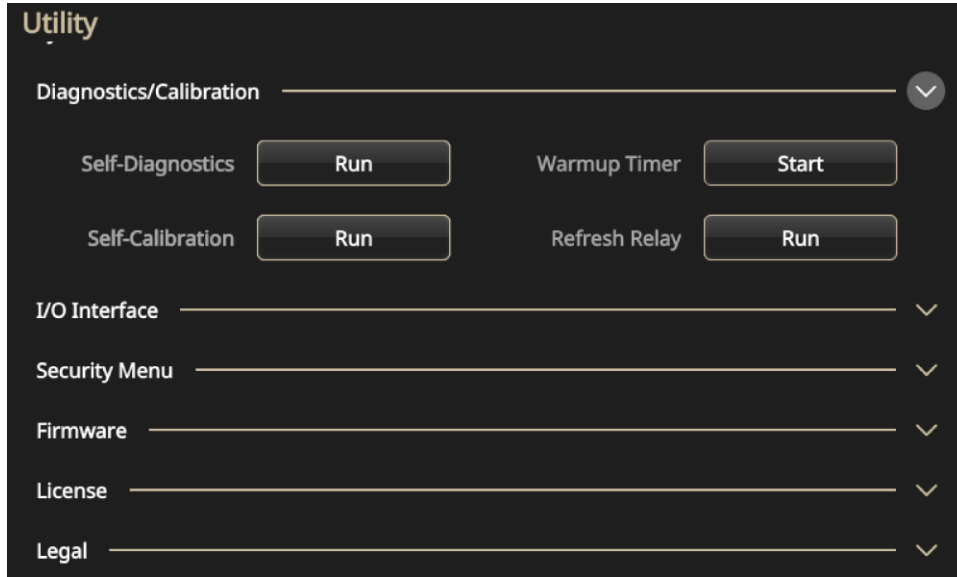 Utility
Diagnostics/Calibration
Self-Diagnostics Run Warmup Timer Start
Self-Calibration Run Refresh Relay Run
I/O Interface
Security Menu
Firmware
License
Legal